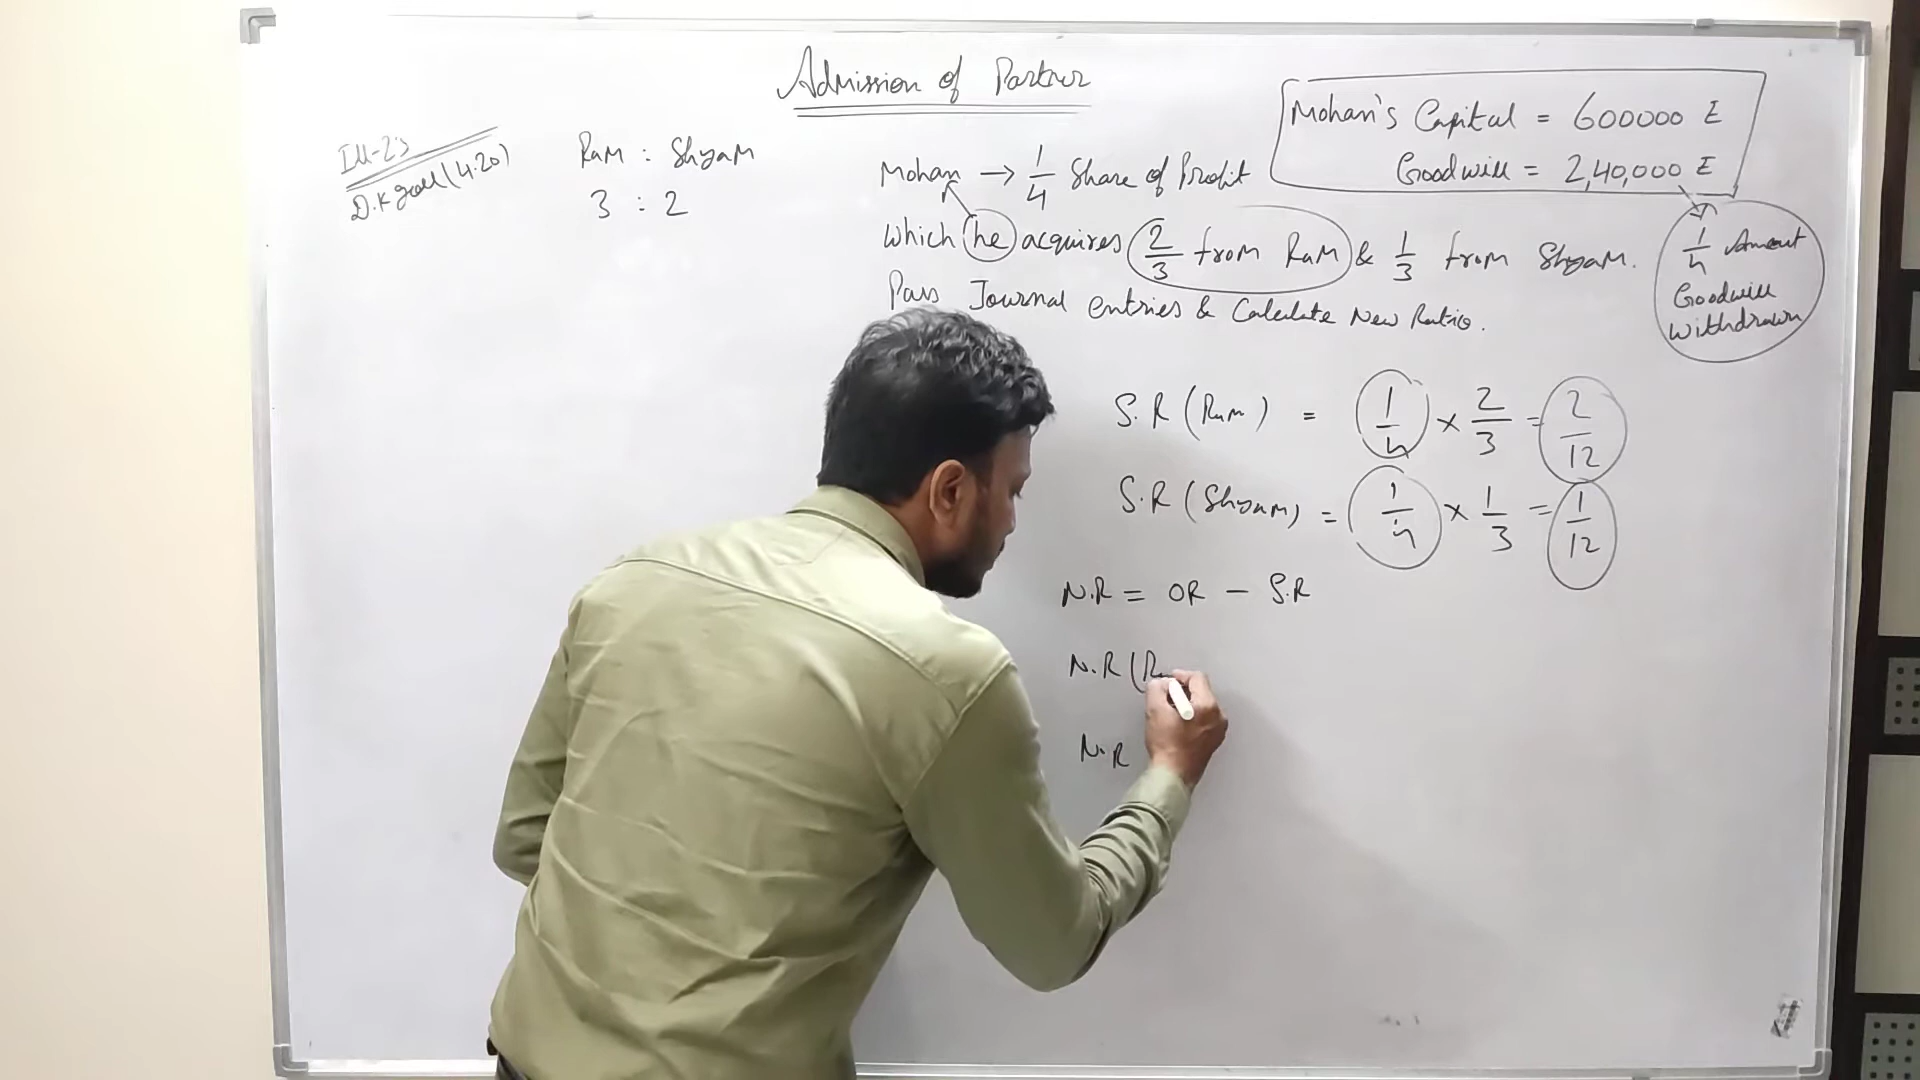 Admission of Partner
Ill-23
D.K goel (4.20)
Ram : Shyam
3 : 2
Mohan's Capital = 600000 E
Goodwill = 2,40,000 E
Mohan → 1/4 Share of Profit
which he acquires 2/3 from Ram & 1/3 from Shyam.
Pass Journal entries & Calculate New Ratio.
1/4 Amount
Goodwill
withdrawn
S.R (Ram) = 1/4 × 2/3 = 2/12
S.R (Shyam) = 1/4 × 1/3 = 1/12
N.R = OR - S.R
N.R (Ra
N.R